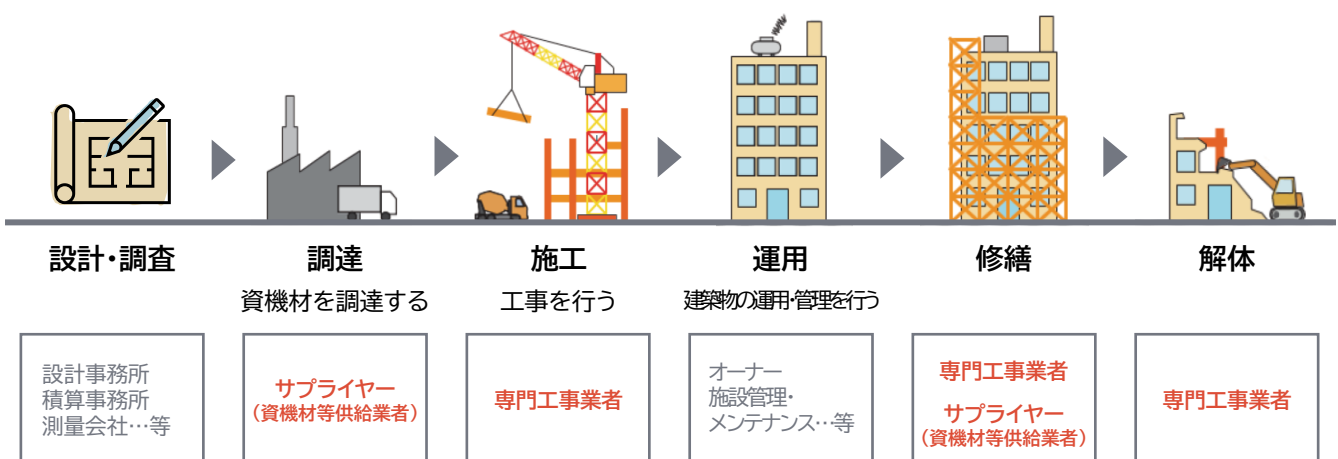 設計・調査
調達
資機材を調達する
施工
工事を行う
運用
建築物の運用・管理を行う
修繕
解体
設計事務所
積算事務所
測量会社…等
サプライヤー
（資機材等供給業者）
専門工事業者
オーナー
施設管理・
メンテナンス…等
専門工事業者
サプライヤー
（資機材等供給業者）
専門工事業者